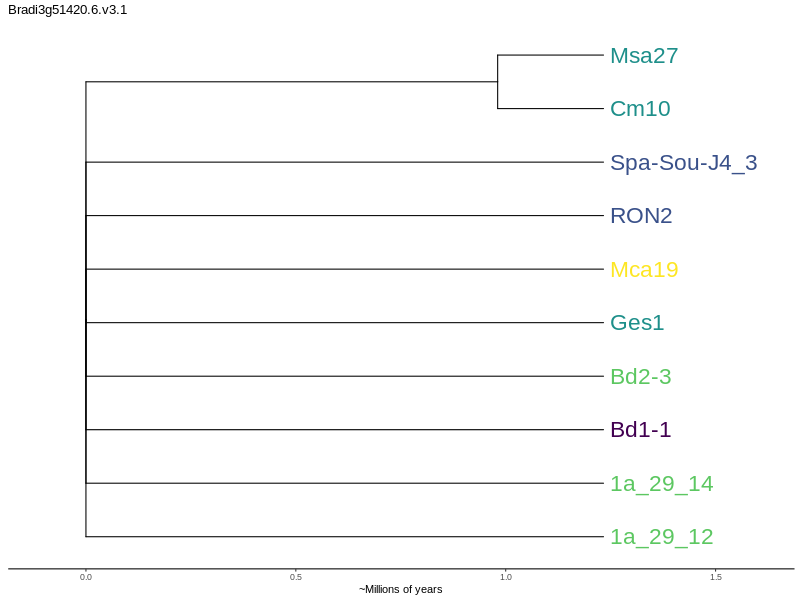 Bradi3g51420.6.v3.1
Msa27
Cm10
Spa-Sou-J4_3
RON2
Mca19
Ges1
Bd2-3
Bd1-1
1a_29_14
1a_29_12
0.0 0.5 1.0 1.5
~Millions of years